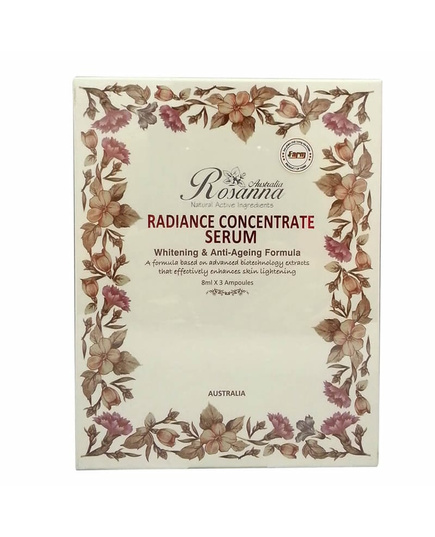 Farm
Australia
Rosanna
Natural Active Ingredients
RADIANCE CONCENTRATE
SERUM
Whitening & Anti-Ageing Formula
A formula based on advanced biotechnology extracts
that effectively enhances skin lightening
8ml X 3 Ampoules
AUSTRALIA